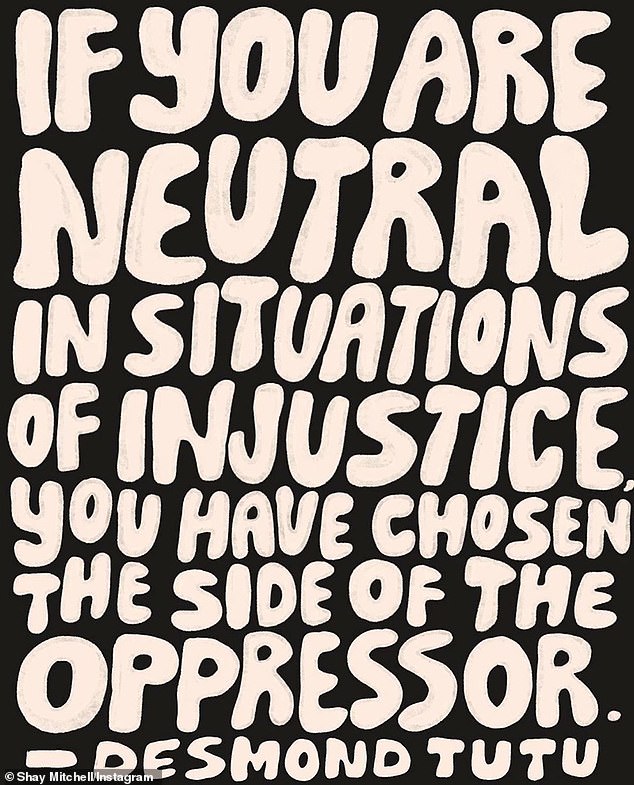 IF YOU ARE
NEUTRAL
IN SITUATIONS
OF INJUSTICE,
YOU HAVE CHOSEN
THE SIDE OF THE
OPPRESSOR.
— DESMOND TUTU
© Shay Mitchell/Instagram